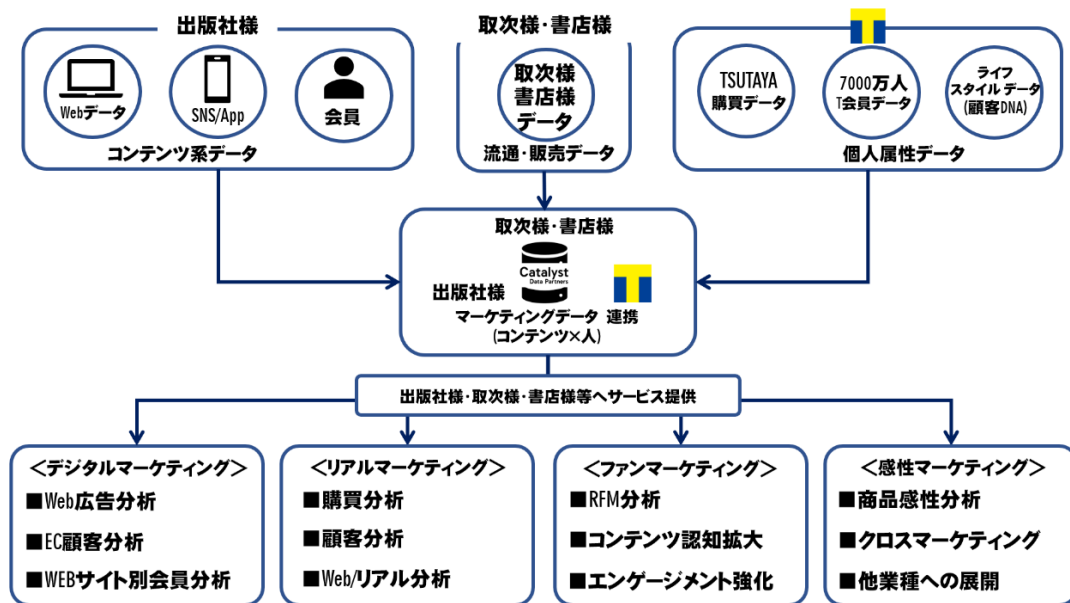 出版社様
Webデータ
SNS/App
会員
コンテンツ系データ
取次様・書店様
取次様
書店様
データ
流通・販売データ
T
TSUTAYA
購買データ
7000万人
T会員データ
ライフ
スタイル データ
(顧客DNA)
個人属性データ
取次様・書店様
Catalyst
Data Partners
出版社様
T
マーケティングデータ 連携
(コンテンツ×人)
出版社様・取次様・書店様等へサービス提供
＜デジタルマーケティング＞
■Web広告分析
■EC顧客分析
■WEBサイト別会員分析
＜リアルマーケティング＞
■購買分析
■顧客分析
■Web/リアル分析
＜ファンマーケティング＞
■RFM分析
■コンテンツ認知拡大
■エンゲージメント強化
＜感性マーケティング＞
■商品感性分析
■クロスマーケティング
■他業種への展開